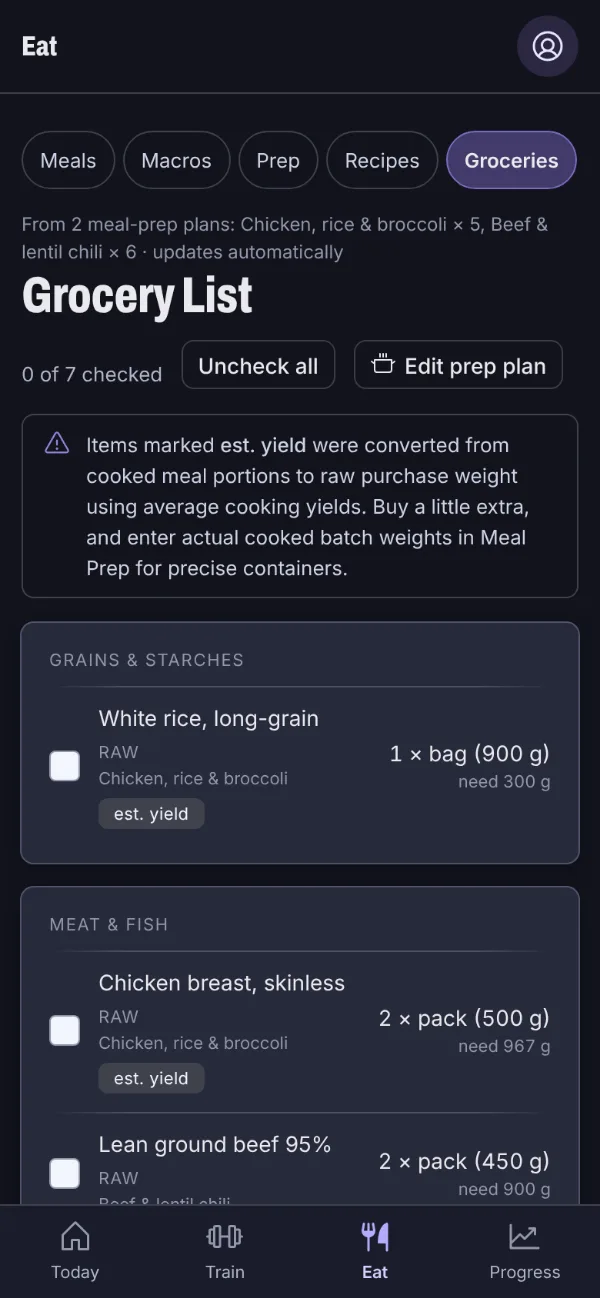 Eat
Meals
Macros
Prep
Recipes
Groceries
From 2 meal-prep plans: Chicken, rice & broccoli × 5, Beef &
lentil chili × 6 · updates automatically
Grocery List
0 of 7 checked
Uncheck all
Edit prep plan
Items marked est. yield were converted from
cooked meal portions to raw purchase weight
using average cooking yields. Buy a little extra,
and enter actual cooked batch weights in Meal
Prep for precise containers.
GRAINS & STARCHES
White rice, long-grain
RAW
Chicken, rice & broccoli
est. yield
1 × bag (900 g)
need 300 g
MEAT & FISH
Chicken breast, skinless
RAW
Chicken, rice & broccoli
est. yield
2 × pack (500 g)
need 967 g
Lean ground beef 95%
RAW
Beef & lentil chili
2 × pack (450 g)
need 900 g
Today
Train
Eat
Progress